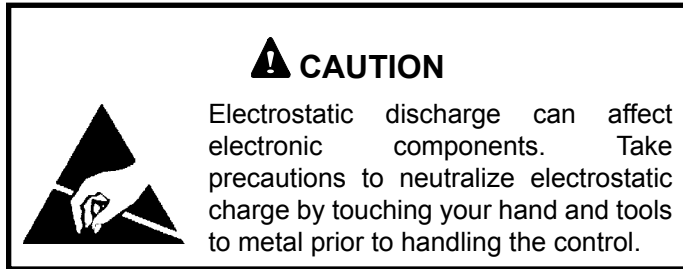 CAUTION
Electrostatic discharge can affect
electronic components. Take
precautions to neutralize electrostatic
charge by touching your hand and tools
to metal prior to handling the control.